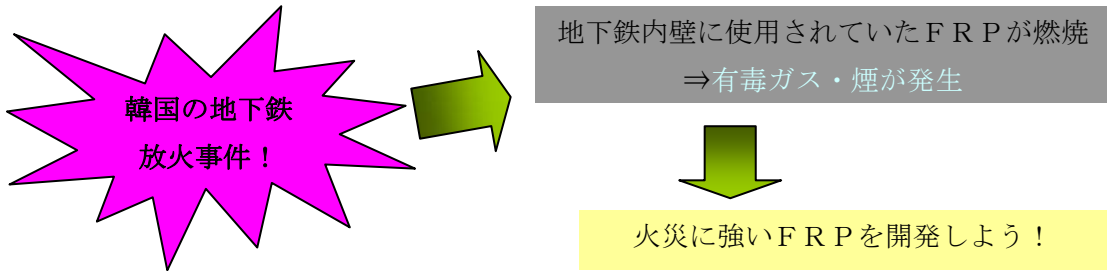 韓国の地下鉄
放火事件！
地下鉄内壁に使用されていたＦＲＰが燃焼
⇒有毒ガス・煙が発生
火災に強いＦＲＰを開発しよう！